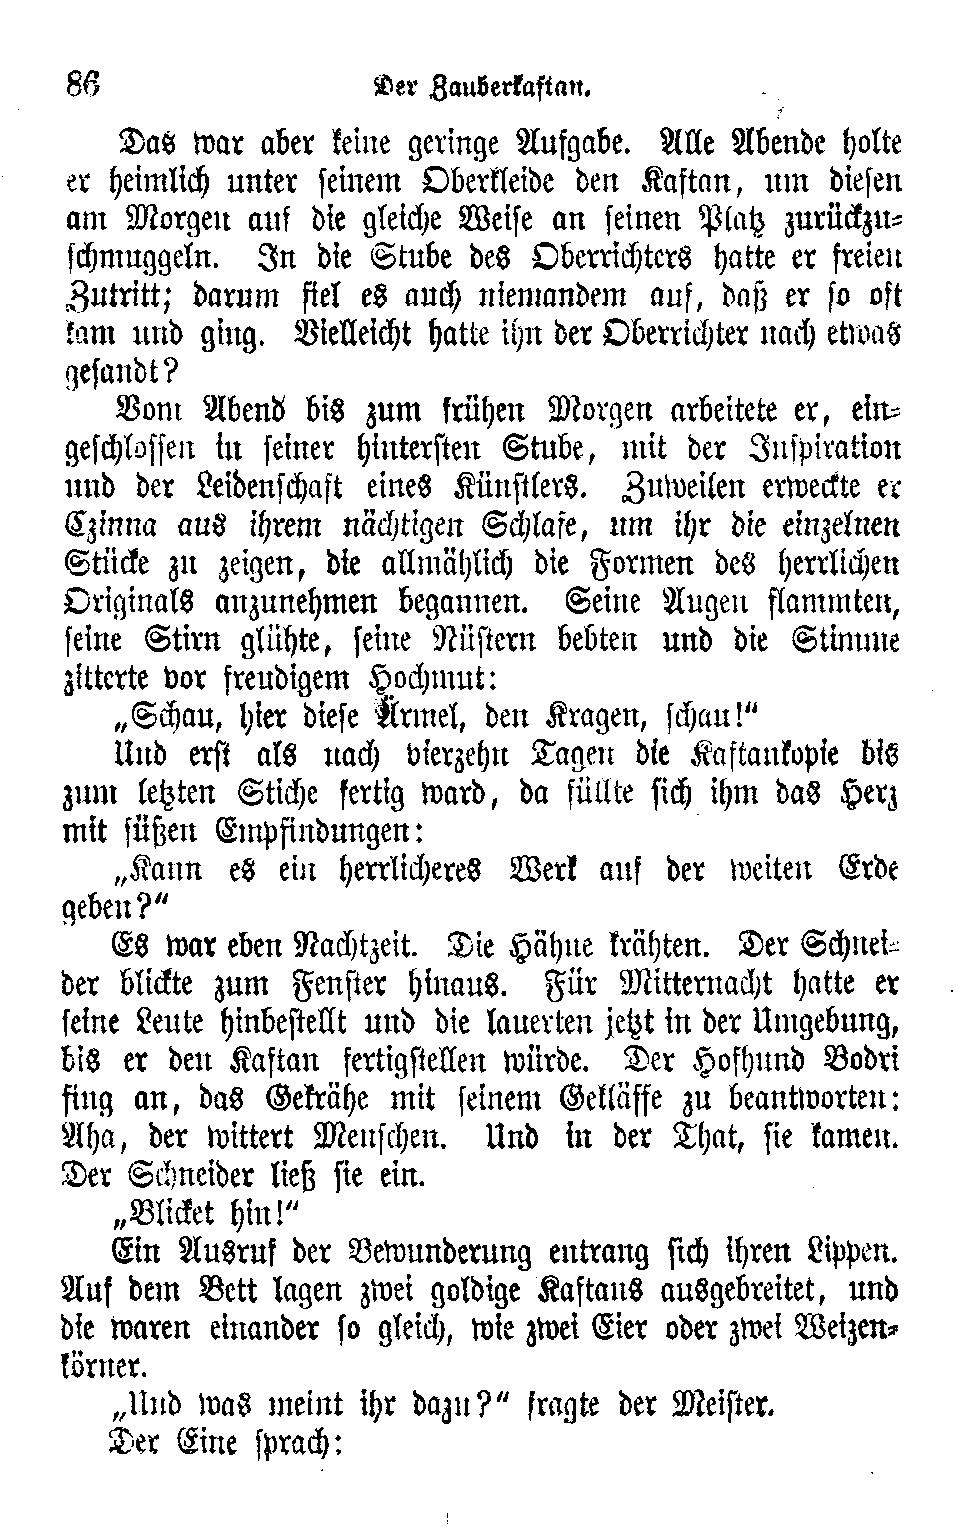 86 Der Zauberkaftan.
Das war aber keine geringe Aufgabe. Alle Abende holte
er heimlich unter seinem Oberkleide den Kaftan, um diesen
am Morgen auf die gleiche Weise an seinen Platz zurückzu-
schmuggeln. In die Stube des Oberrichters hatte er freien
Zutritt; darum fiel es auch niemandem auf, daß er so oft
kam und ging. Vielleicht hatte ihn der Oberrichter nach etwas
gesandt?
Vom Abend bis zum frühen Morgen arbeitete er, ein-
geschlossen in seiner hintersten Stube, mit der Inspiration
und der Leidenschaft eines Künstlers. Zuweilen erweckte er
Czinna aus ihrem nächtigen Schlafe, um ihr die einzelnen
Stücke zu zeigen, die allmählich die Formen des herrlichen
Originals anzunehmen begannen. Seine Augen flammten,
seine Stirn glühte, seine Nüstern bebten und die Stimme
zitterte vor freudigem Hochmut:
„Schau, hier diese Ärmel, den Kragen, schau!“
Und erst als nach vierzehn Tagen die Kaftankopie bis
zum letzten Stiche fertig ward, da füllte sich ihm das Herz
mit süßen Empfindungen:
„Kann es ein herrlicheres Werk auf der weiten Erde
geben?“
Es war eben Nachtzeit. Die Hähne krähten. Der Schnei-
der blickte zum Fenster hinaus. Für Mitternacht hatte er
seine Leute hinbestellt und die lauerten jetzt in der Umgebung,
bis er den Kaftan fertigstellen würde. Der Hofhund Bodri
fing an, das Gekrähe mit seinem Gekläffe zu beantworten:
Aha, der wittert Menschen. Und in der That, sie kamen.
Der Schneider ließ sie ein.
„Blicket hin!“
Ein Ausruf der Bewunderung entrang sich ihren Lippen.
Auf dem Bett lagen zwei goldige Kaftans ausgebreitet, und
die waren einander so gleich, wie zwei Eier oder zwei Weizen-
körner.
„Und was meint ihr dazu?“ fragte der Meister.
Der Eine sprach: